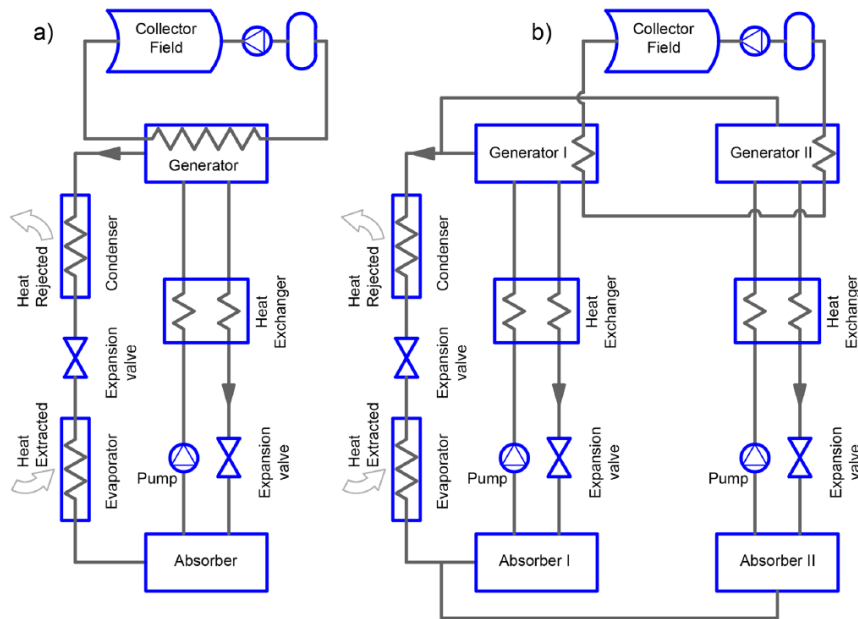 a)
Collector
Field
Generator
Heat
Rejected
Condenser
Heat
Exchanger
Expansion
valve
Heat
Extracted
Evaporator
Pump
Expansion
valve
Absorber
b)
Collector
Field
Generator I
Generator II
Heat
Rejected
Condenser
Heat
Exchanger
Heat
Exchanger
Expansion
valve
Heat
Extracted
Evaporator
Pump
Expansion
valve
Pump
Expansion
valve
Absorber I
Absorber II